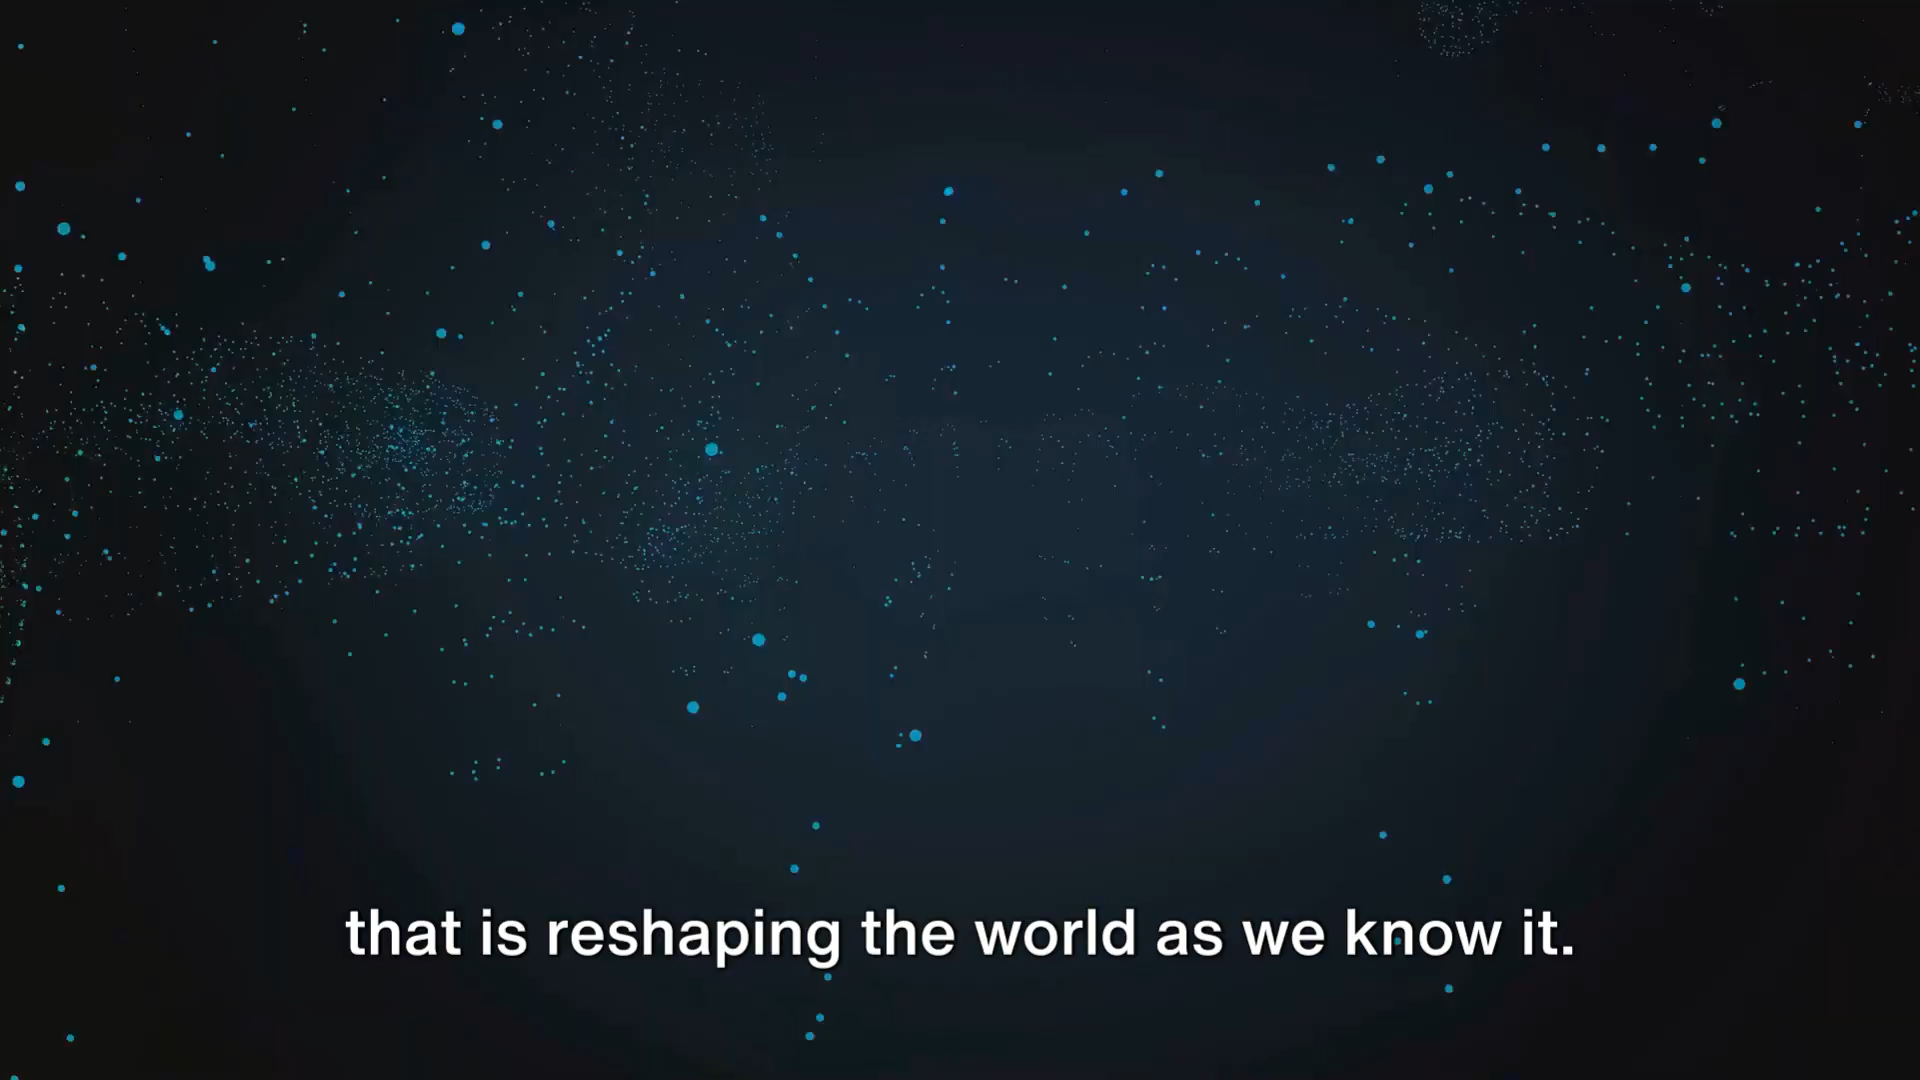 that is reshaping the world as we know it.